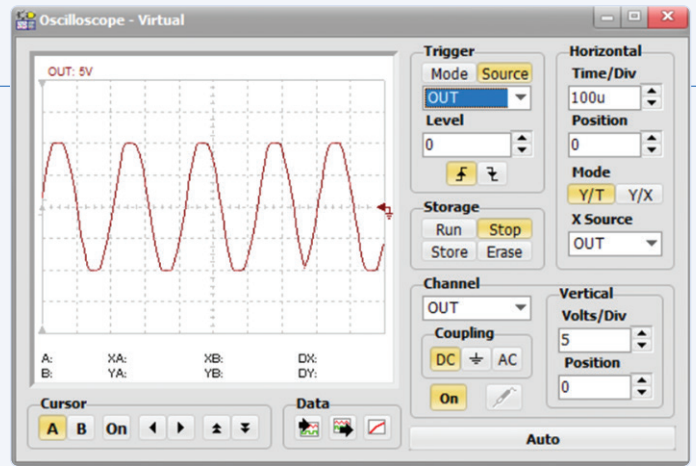 Oscilloscope - Virtual
OUT: 5V
A: XA: XB: DX:
B: YA: YB: DY:
Cursor
A B On
Data
Trigger
Mode Source
OUT
Level
0
Storage
Run Stop
Store Erase
Horizontal
Time/Div
100u
Position
0
Mode
Y/T Y/X
X Source
OUT
Channel
OUT
Coupling
DC AC
On
Vertical
Volts/Div
5
Position
0
Auto